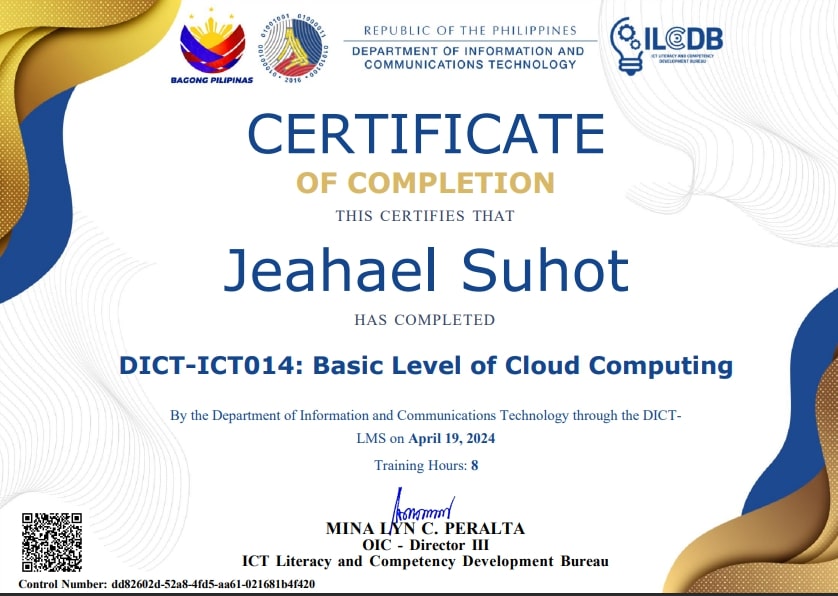 BAGONG PILIPINAS
01001001 01000011
• 2016 •
REPUBLIC OF THE PHILIPPINES
DEPARTMENT OF INFORMATION AND
COMMUNICATIONS TECHNOLOGY
ILCDB
ICT LITERACY AND COMPETENCY
DEVELOPMENT BUREAU
CERTIFICATE
OF COMPLETION
THIS CERTIFIES THAT
Jeahael Suhot
HAS COMPLETED
DICT-ICT014: Basic Level of Cloud Computing
By the Department of Information and Communications Technology through the DICT-
LMS on April 19, 2024
Training Hours: 8
MINA LYN C. PERALTA
OIC - Director III
ICT Literacy and Competency Development Bureau
Control Number: dd82602d-52a8-4fd5-aa61-021681b4f420